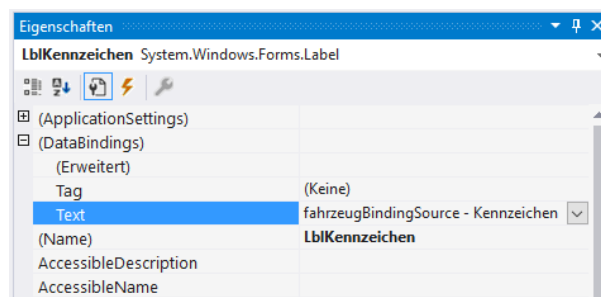 Eigenschaften
LblKennzeichen System.Windows.Forms.Label
(ApplicationSettings)
(DataBindings)
(Erweitert)
Tag (Keine)
Text fahrzeugBindingSource - Kennzeichen
(Name) LblKennzeichen
AccessibleDescription
AccessibleName